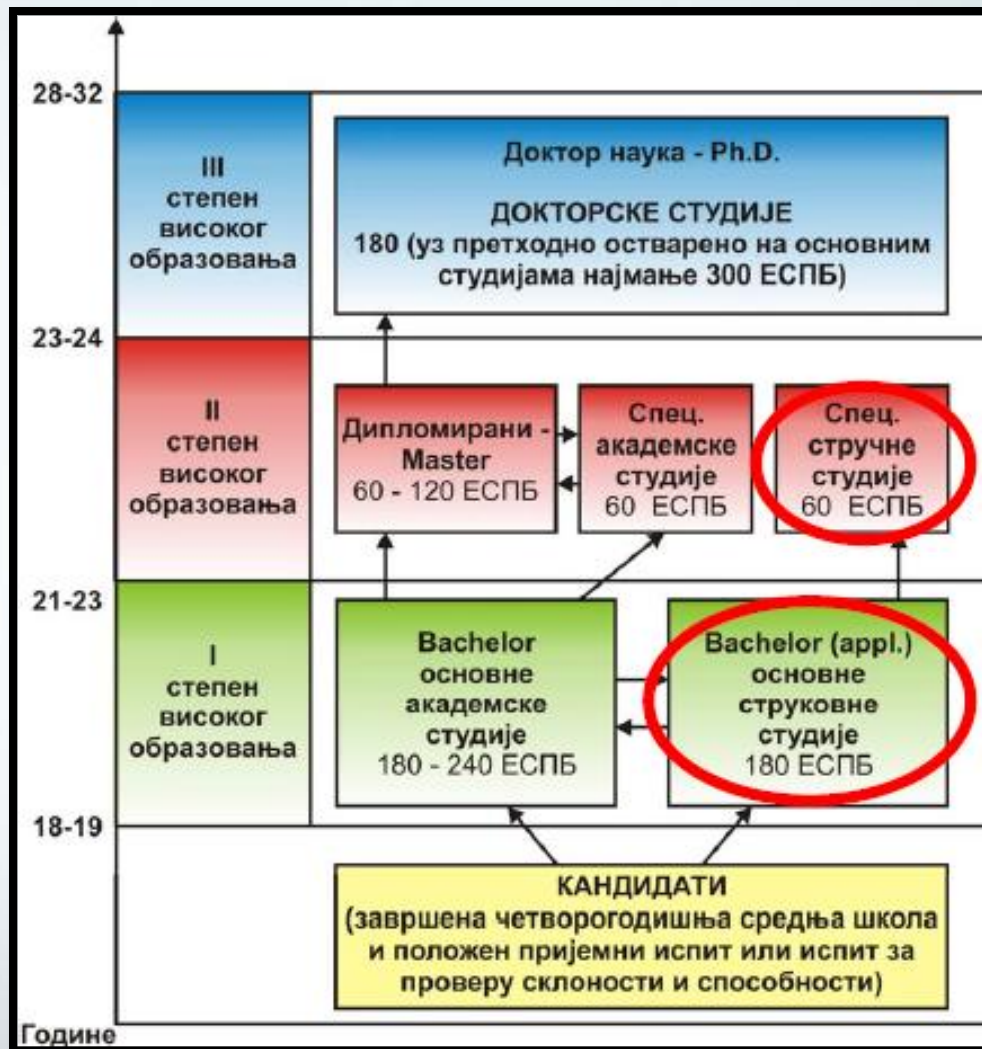 28-32
III
степен
високог
образовања
Доктор наука - Ph.D.
ДОКТОРСКЕ СТУДИЈЕ
180 (уз претходно остварено на основним
студијама најмање 300 ЕСПБ)
23-24
II
степен
високог
образовања
Дипломирани -
Master
60 - 120 ЕСПБ
Спец.
академске
студије
60 ЕСПБ
Спец.
стручне
студије
60 ЕСПБ
21-23
I
степен
високог
образовања
Bachelor
основне
академске
студије
180 - 240 ЕСПБ
Bachelor (appl.)
основне
струковне
студије
180 ЕСПБ
18-19
КАНДИДАТИ
(завршена четворогодишња средња школа
и положен пријемни испит или испит за
проверу склоности и способности)
Године